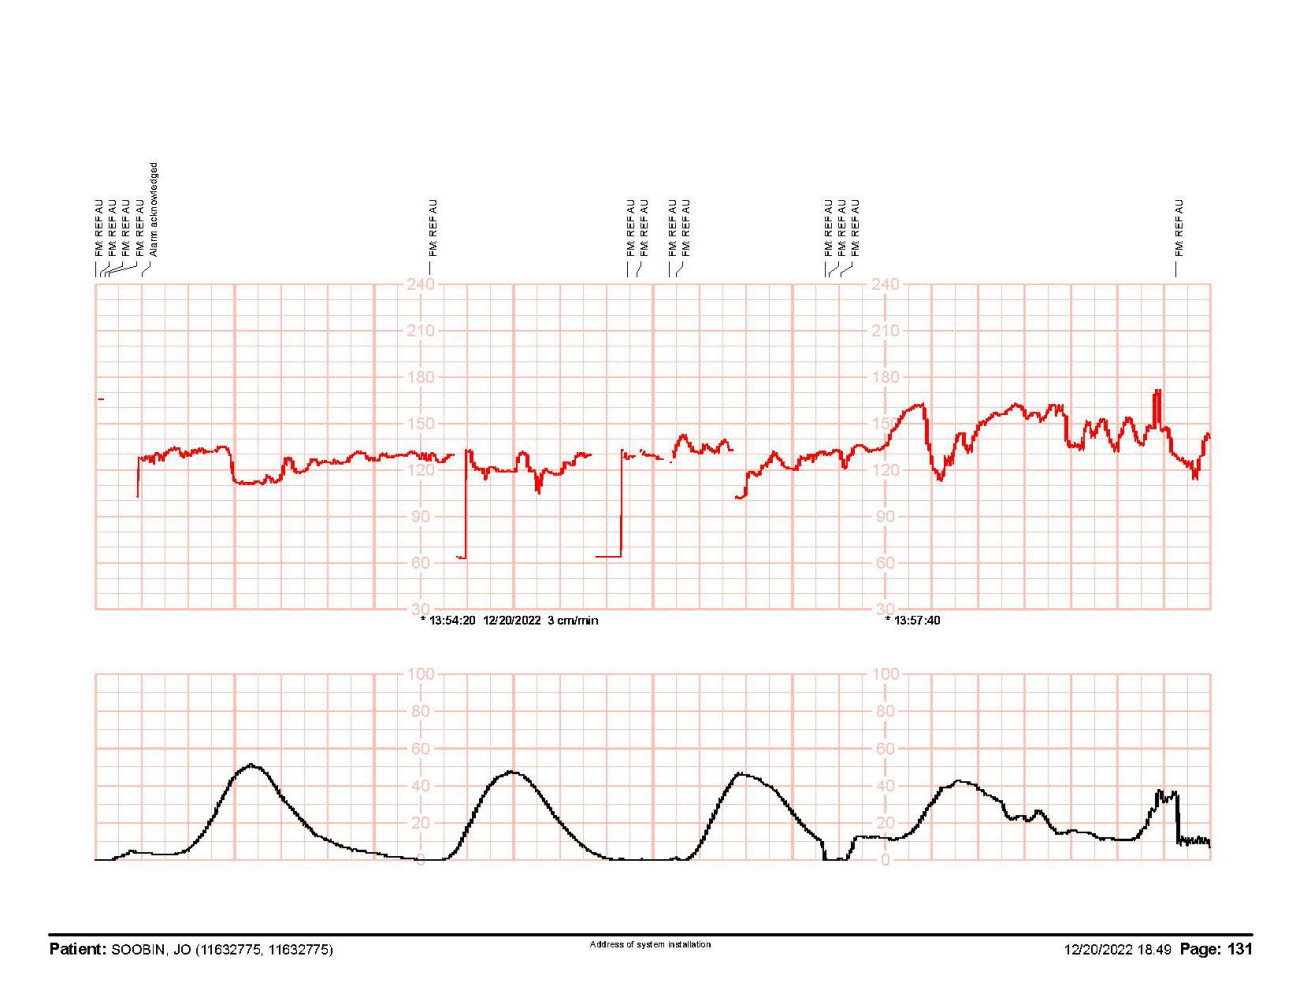 FM: REF AU
FM: REF AU
FM: REF AU
FM: REF AU
Alarm acknowledged
FM: REF AU
FM: REF AU
FM: REF AU
FM: REF AU
FM: REF AU
FM: REF AU
FM: REF AU
FM: REF AU
FM: REF AU
240 240
210 210
180 180
150 150
120 120
90 90
60 60
30 30
* 13:54:20 12/20/2022 3 cm/min * 13:57:40
100 100
80 80
60 60
40 40
20 20
0 0
Patient: SOOBIN, JO (11632775, 11632775) Address of system installation 12/20/2022 18:49 Page: 131